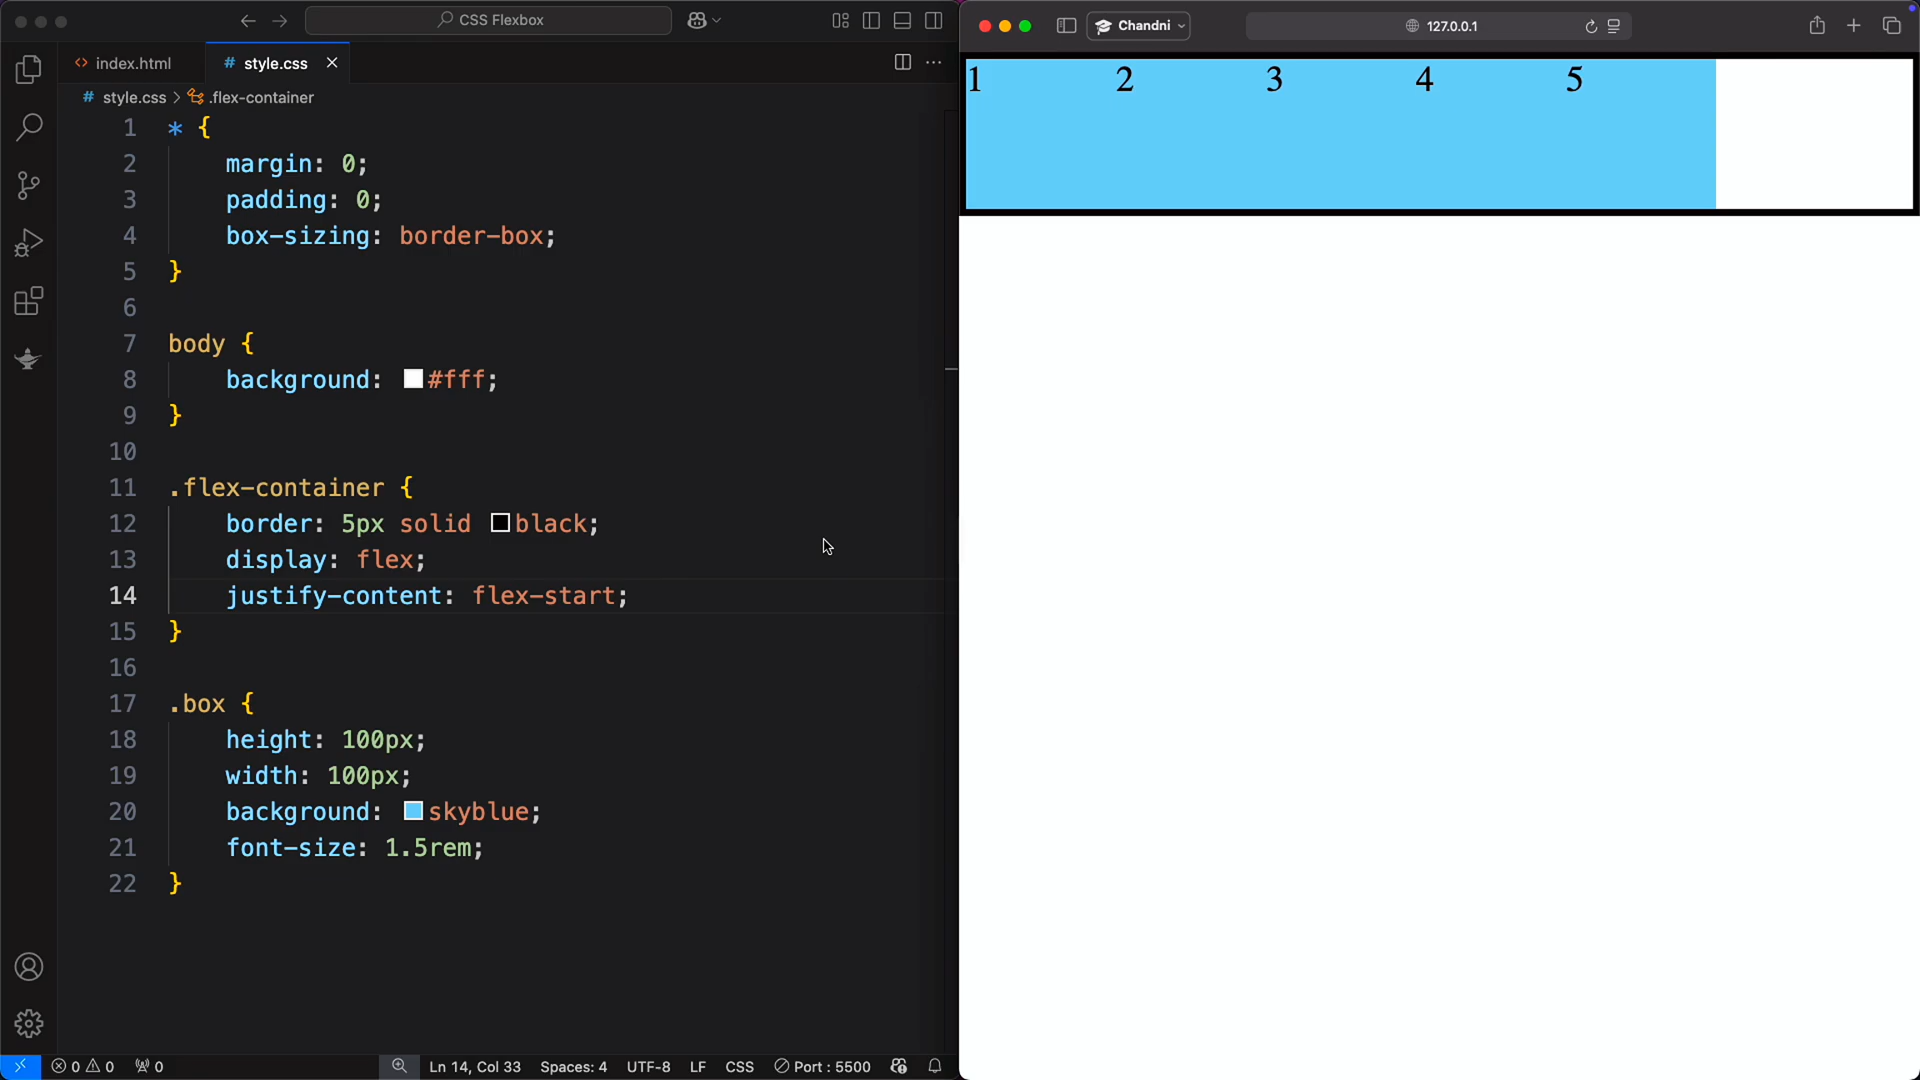 CSS Flexbox
index.html
# style.css
# style.css > .flex-container
1 * {
2 margin: 0;
3 padding: 0;
4 box-sizing: border-box;
5 }
6
7 body {
8 background: #fff;
9 }
10
11 .flex-container {
12 border: 5px solid black;
13 display: flex;
14 justify-content: flex-start;
15 }
16
17 .box {
18 height: 100px;
19 width: 100px;
20 background: skyblue;
21 font-size: 1.5rem;
22 }
0 0 0 Ln 14, Col 33 Spaces: 4 UTF-8 LF CSS Port : 5500
Chandni 127.0.0.1
1 2 3 4 5